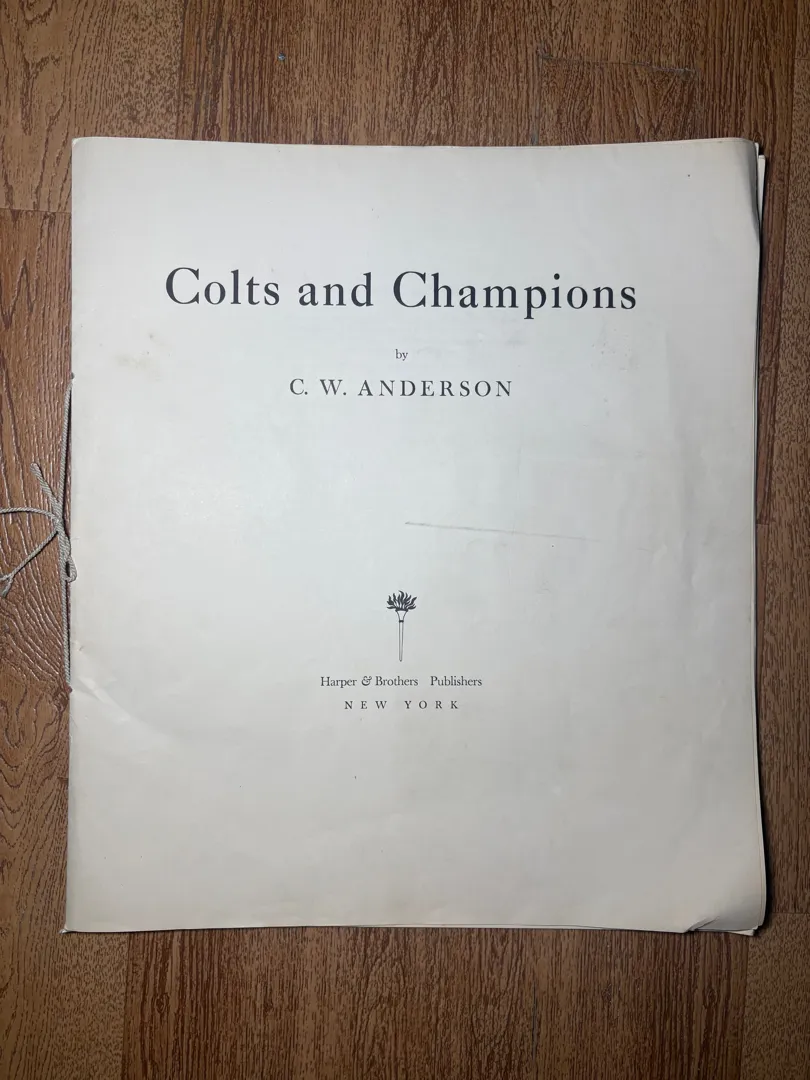 Colts and Champions
by
C. W. ANDERSON
Harper & Brothers Publishers
NEW YORK